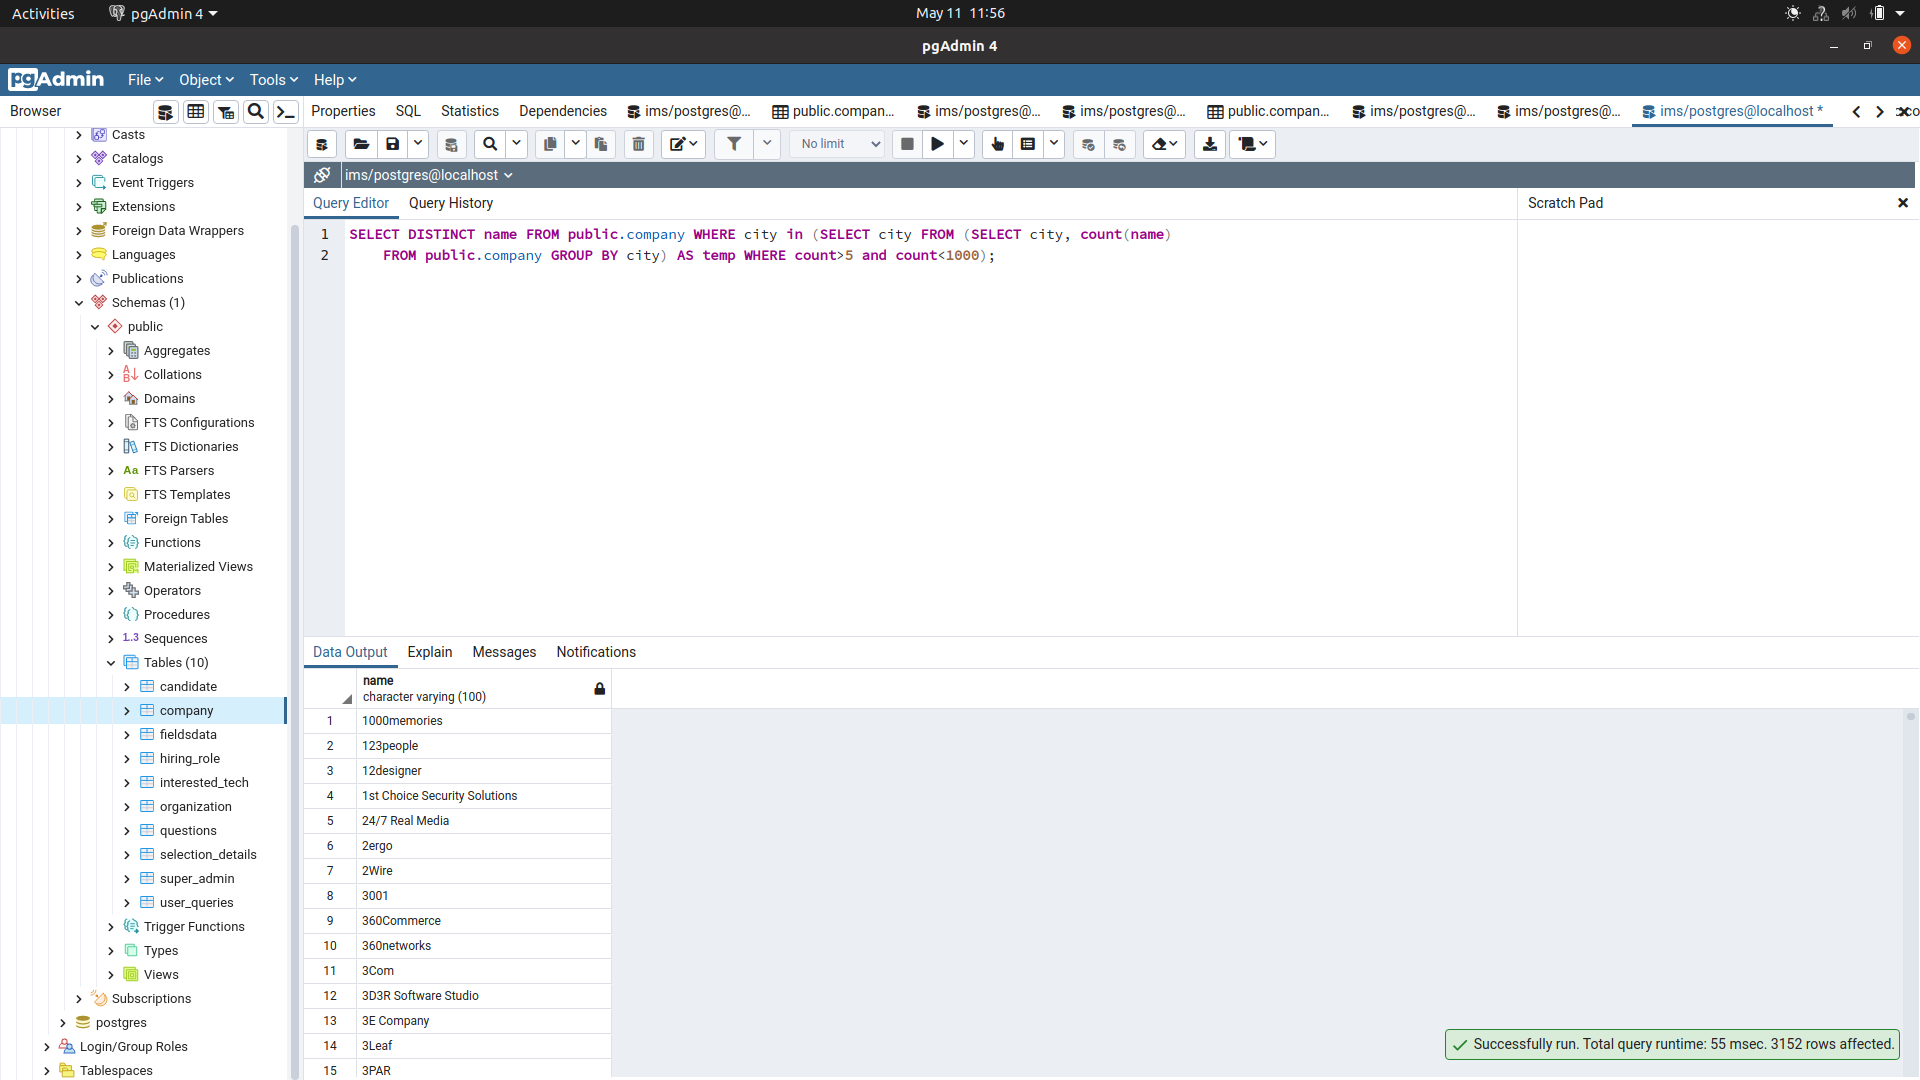 Activities
pgAdmin 4
May 11 11:56
pgAdmin 4
pgAdmin
File
Object
Tools
Help
Browser
Properties
SQL
Statistics
Dependencies
ims/postgres@...
public.compan...
ims/postgres@...
ims/postgres@...
public.compan...
ims/postgres@...
ims/postgres@...
ims/postgres@localhost *
No limit
ims/postgres@localhost
Query Editor
Query History
Scratch Pad
1 SELECT DISTINCT name FROM public.company WHERE city in (SELECT city FROM (SELECT city, count(name)
2 FROM public.company GROUP BY city) AS temp WHERE count>5 and count<1000);
Casts
Catalogs
Event Triggers
Extensions
Foreign Data Wrappers
Languages
Publications
Schemas (1)
public
Aggregates
Collations
Domains
FTS Configurations
FTS Dictionaries
Aa FTS Parsers
FTS Templates
Foreign Tables
Functions
Materialized Views
Operators
Procedures
1..3 Sequences
Tables (10)
candidate
company
fieldsdata
hiring_role
interested_tech
organization
questions
selection_details
super_admin
user_queries
Trigger Functions
Types
Views
Subscriptions
postgres
Login/Group Roles
Tablespaces
Data Output
Explain
Messages
Notifications
name
character varying (100)
1 1000memories
2 123people
3 12designer
4 1st Choice Security Solutions
5 24/7 Real Media
6 2ergo
7 2Wire
8 3001
9 360Commerce
10 360networks
11 3Com
12 3D3R Software Studio
13 3E Company
14 3Leaf
15 3PAR
Successfully run. Total query runtime: 55 msec. 3152 rows affected.